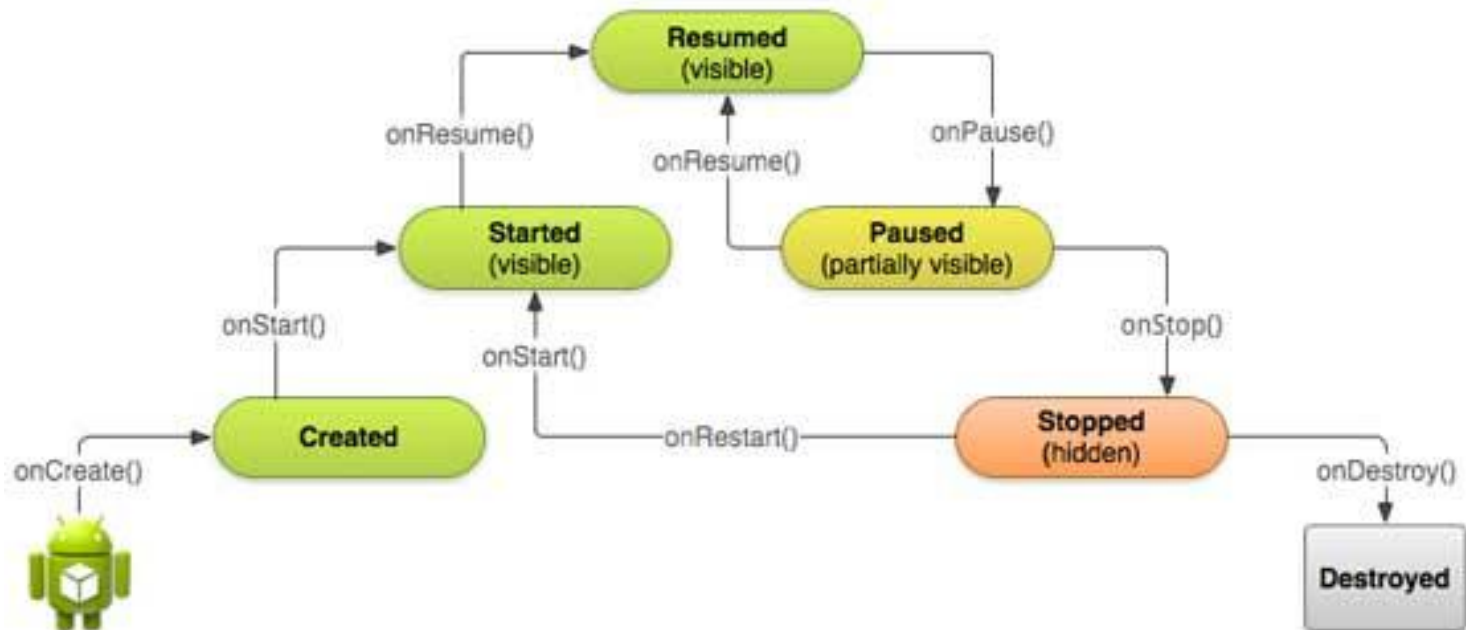 Resumed
(visible)
onResume()
onResume()
onPause()
Started
(visible)
Paused
(partially visible)
onStart()
onStart()
onStop()
Created
onRestart()
Stopped
(hidden)
onCreate()
onDestroy()
Destroyed